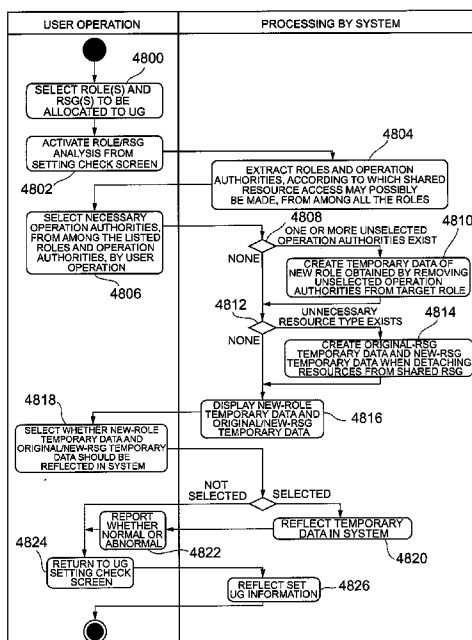 USER OPERATION
PROCESSING BY SYSTEM
4800
SELECT ROLE(S) AND
RSG(S) TO BE
ALLOCATED TO UG
ACTIVATE ROLE/RSG
ANALYSIS FROM
SETTING CHECK SCREEN
4802
4804
EXTRACT ROLES AND OPERATION
AUTHORITIES, ACCORDING TO WHICH SHARED
RESOURCE ACCESS MAY POSSIBLY
BE MADE, FROM AMONG ALL THE ROLES
SELECT NECESSARY
OPERATION AUTHORITIES,
FROM AMONG THE LISTED
ROLES AND OPERATION
AUTHORITIES, BY USER
OPERATION
4806
4808
ONE OR MORE UNSELECTED
OPERATION AUTHORITIES EXIST
NONE
4810
CREATE TEMPORARY DATA OF
NEW ROLE OBTAINED BY REMOVING
UNSELECTED OPERATION
AUTHORITIES FROM TARGET ROLE
4812
UNNECESSARY
RESOURCE TYPE EXISTS
NONE
4814
CREATE ORIGINAL-RSG
TEMPORARY DATA AND NEW-RSG
TEMPORARY DATA WHEN DETACHING
RESOURCES FROM SHARED RSG
DISPLAY NEW-ROLE
TEMPORARY DATA AND
ORIGINAL/NEW-RSG
TEMPORARY DATA
4816
4818
SELECT WHETHER NEW-ROLE
TEMPORARY DATA AND
ORIGINAL/NEW-RSG TEMPORARY
DATA SHOULD BE
REFLECTED IN SYSTEM
NOT
SELECTED
SELECTED
REFLECT TEMPORARY
DATA IN SYSTEM
4820
REPORT
WHETHER
NORMAL OR
ABNORMAL
4822
4824
RETURN TO UG
SETTING CHECK
SCREEN
REFLECT SET
UG INFORMATION
4826